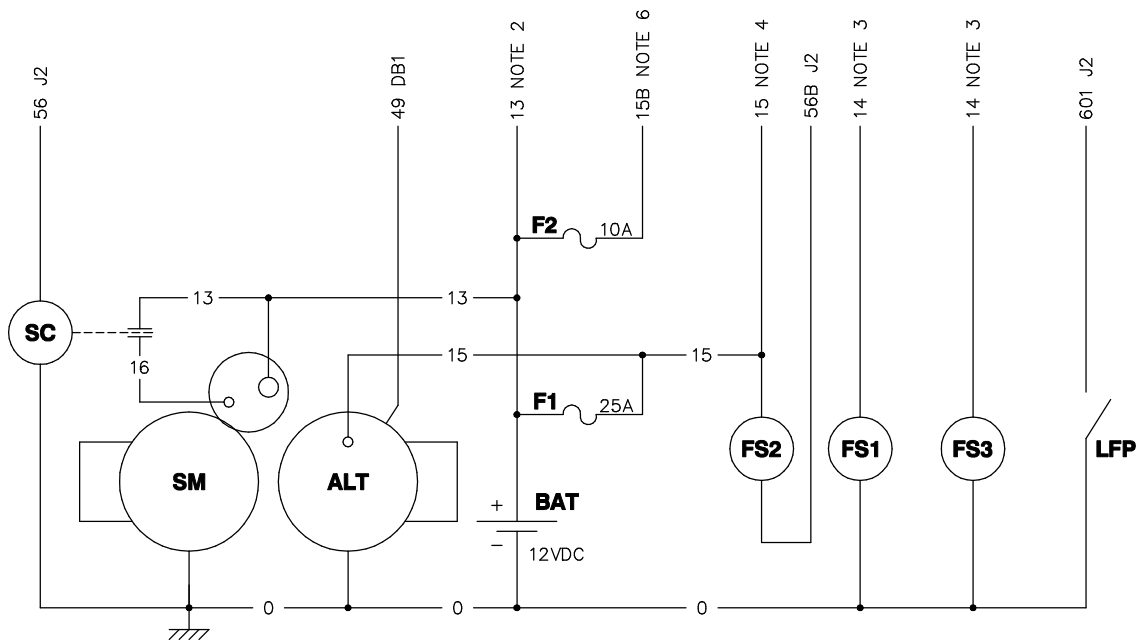 56 J2
49 DB1
13 NOTE 2
15B NOTE 6
15 NOTE 4
56B J2
14 NOTE 3
14 NOTE 3
601 J2
F2
10A
13
13
SC
16
15
15
F1
25A
SM
ALT
FS2
FS1
FS3
LFP
+
BAT
−
12VDC
0
0
0